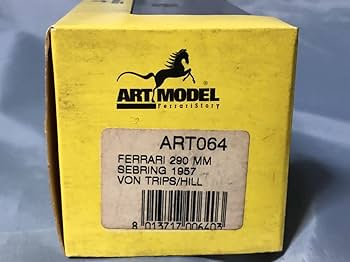 ART MODEL
FerrariStory
ART064
FERRARI 290 MM
SEBRING 1957
VON TRIPS/HILL
8 013717 006403